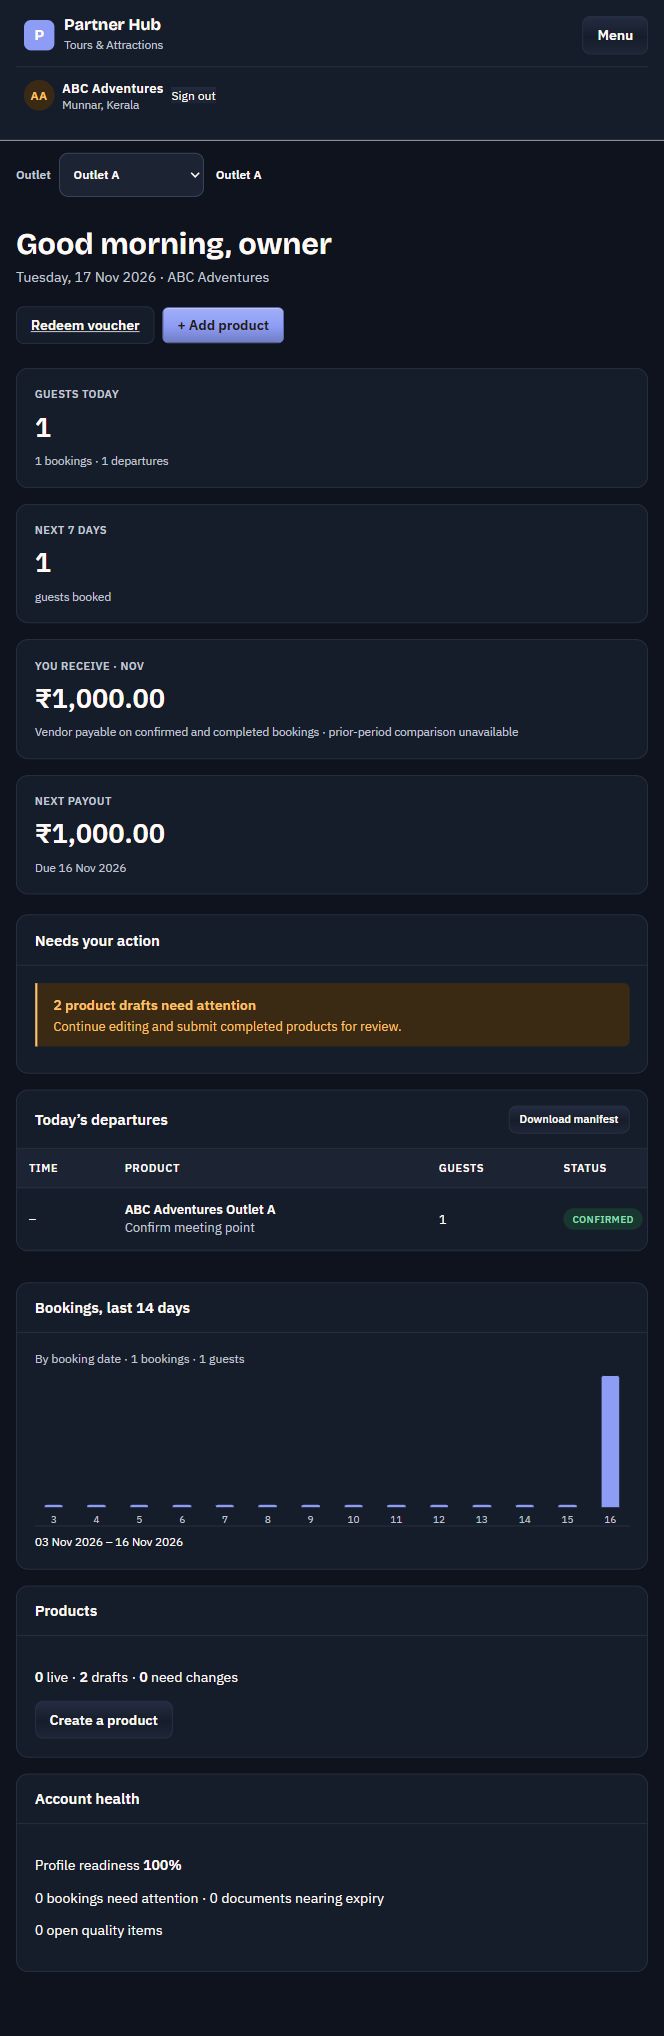 P
Partner Hub
Tours & Attractions
Menu
AA
ABC Adventures
Munnar, Kerala
Sign out
Outlet
Outlet A
Outlet A
Good morning, owner
Tuesday, 17 Nov 2026 · ABC Adventures
Redeem voucher
+ Add product
GUESTS TODAY
1
1 bookings · 1 departures
NEXT 7 DAYS
1
guests booked
YOU RECEIVE · NOV
₹1,000.00
Vendor payable on confirmed and completed bookings · prior-period comparison unavailable
NEXT PAYOUT
₹1,000.00
Due 16 Nov 2026
Needs your action
2 product drafts need attention
Continue editing and submit completed products for review.
Today’s departures
Download manifest
TIME PRODUCT GUESTS STATUS
– ABC Adventures Outlet A 1 CONFIRMED
Confirm meeting point
Bookings, last 14 days
By booking date · 1 bookings · 1 guests
3 4 5 6 7 8 9 10 11 12 13 14 15 16
03 Nov 2026 – 16 Nov 2026
Products
0 live · 2 drafts · 0 need changes
Create a product
Account health
Profile readiness 100%
0 bookings need attention · 0 documents nearing expiry
0 open quality items